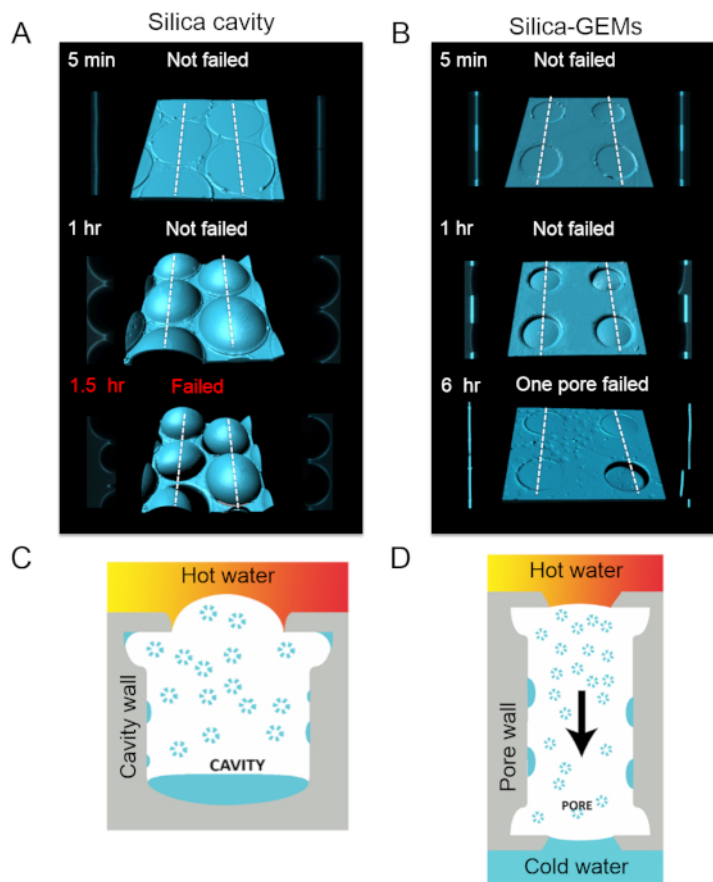 A
Silica cavity
5 min
Not failed
1 hr
Not failed
1.5 hr
Failed
B
Silica-GEMs
5 min
Not failed
1 hr
Not failed
6 hr
One pore failed
C
Hot water
Cavity wall
CAVITY
D
Hot water
Pore wall
PORE
Cold water